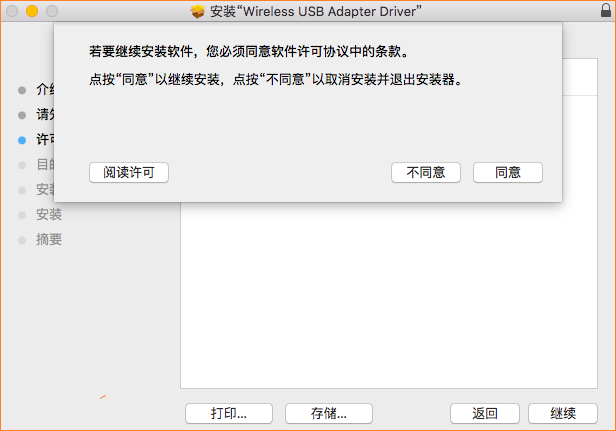 安装“Wireless USB Adapter Driver”
若要继续安装软件，您必须同意软件许可协议中的条款。
点按“同意”以继续安装，点按“不同意”以取消安装并退出安装器。
阅读许可
不同意
同意
介
请
许
目
安
安装
摘要
打印...
存储...
返回
继续